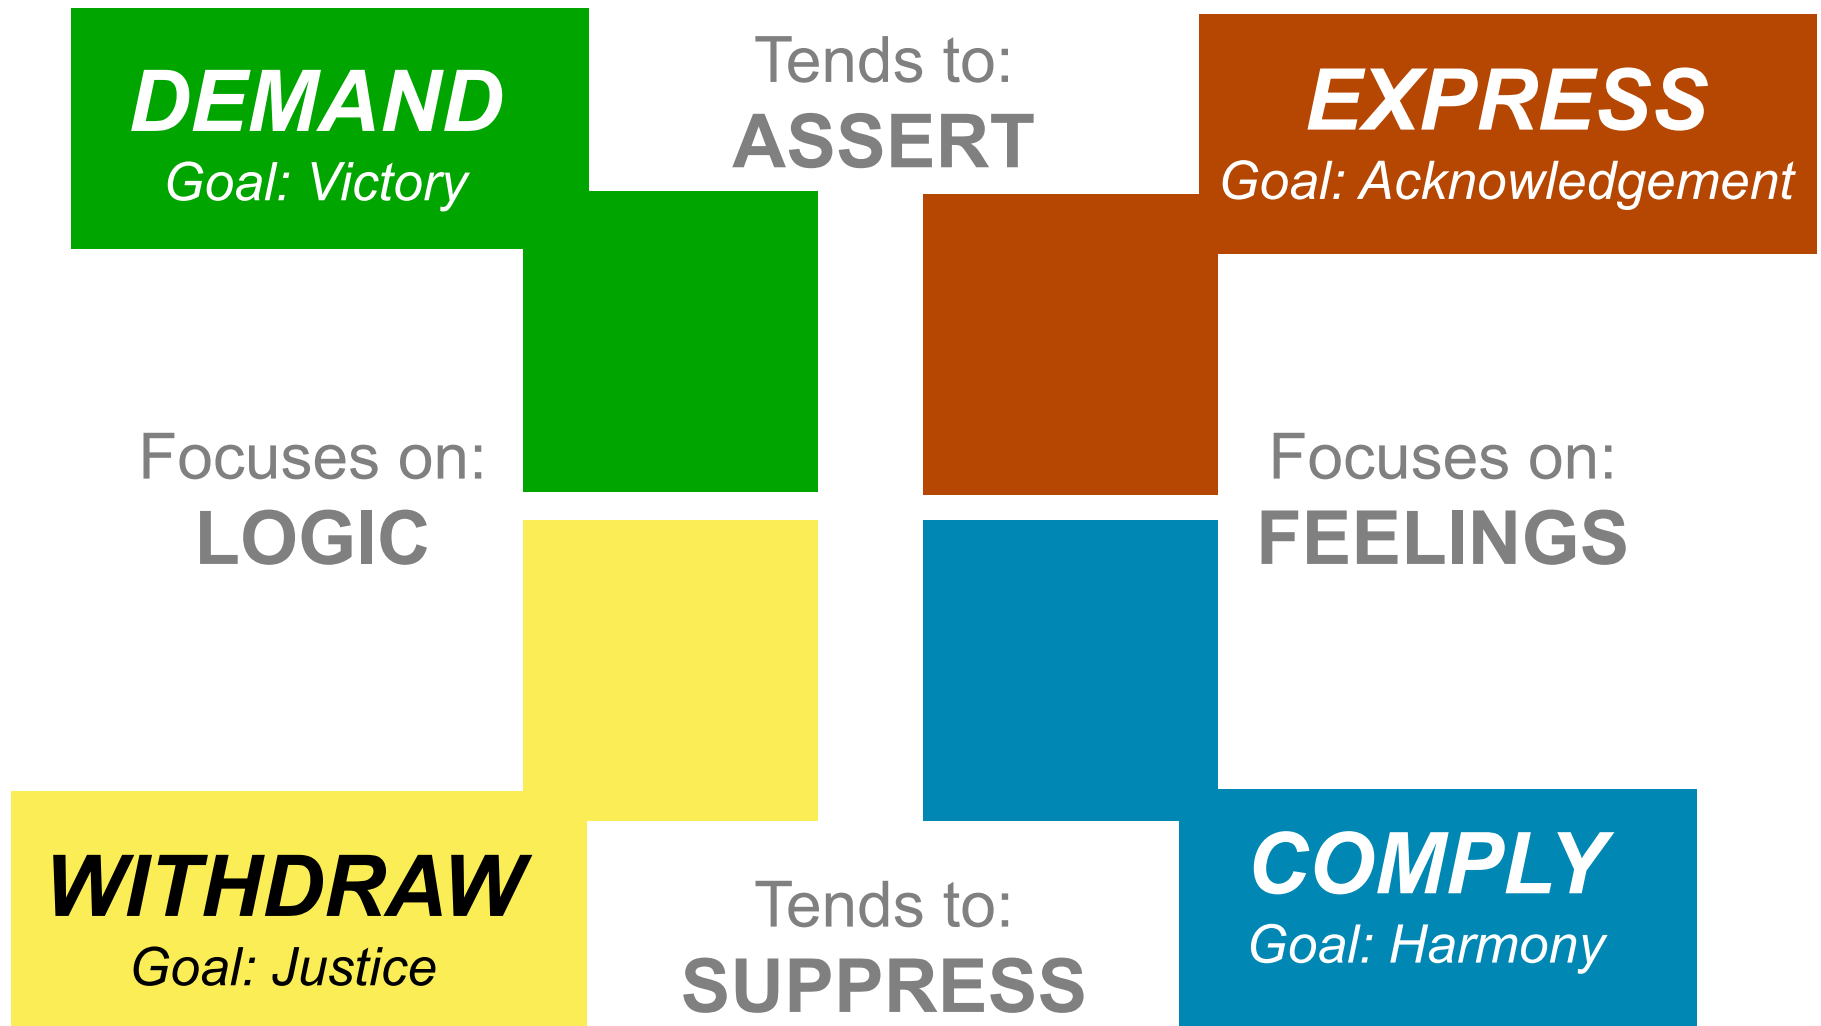 DEMAND
Goal: Victory
Tends to:
ASSERT
EXPRESS
Goal: Acknowledgement
Focuses on:
LOGIC
Focuses on:
FEELINGS
WITHDRAW
Goal: Justice
Tends to:
SUPPRESS
COMPLY
Goal: Harmony